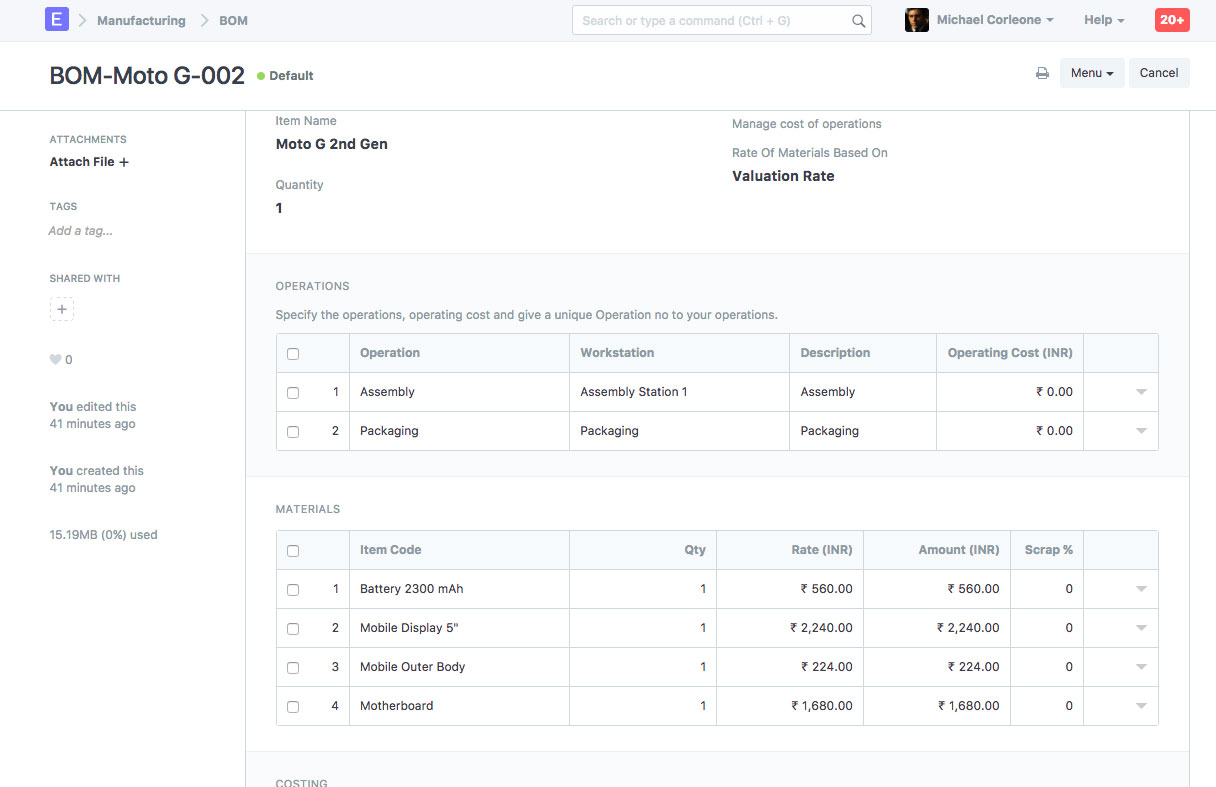 E Manufacturing BOM Search or type a command (Ctrl + G) Michael Corleone Help 20+
BOM-Moto G-002 Default Menu Cancel
ATTACHMENTS
Attach File +
TAGS
Add a tag...
SHARED WITH
+
0
You edited this
41 minutes ago
You created this
41 minutes ago
15.19MB (0%) used
Item Name
Moto G 2nd Gen
Quantity
1
Manage cost of operations
Rate Of Materials Based On
Valuation Rate
OPERATIONS
Specify the operations, operating cost and give a unique Operation no to your operations.
Operation Workstation Description Operating Cost (INR)
1 Assembly Assembly Station 1 Assembly ₹ 0.00
2 Packaging Packaging Packaging ₹ 0.00
MATERIALS
Item Code Qty Rate (INR) Amount (INR) Scrap %
1 Battery 2300 mAh 1 ₹ 560.00 ₹ 560.00 0
2 Mobile Display 5" 1 ₹ 2,240.00 ₹ 2,240.00 0
3 Mobile Outer Body 1 ₹ 224.00 ₹ 224.00 0
4 Motherboard 1 ₹ 1,680.00 ₹ 1,680.00 0
COSTING